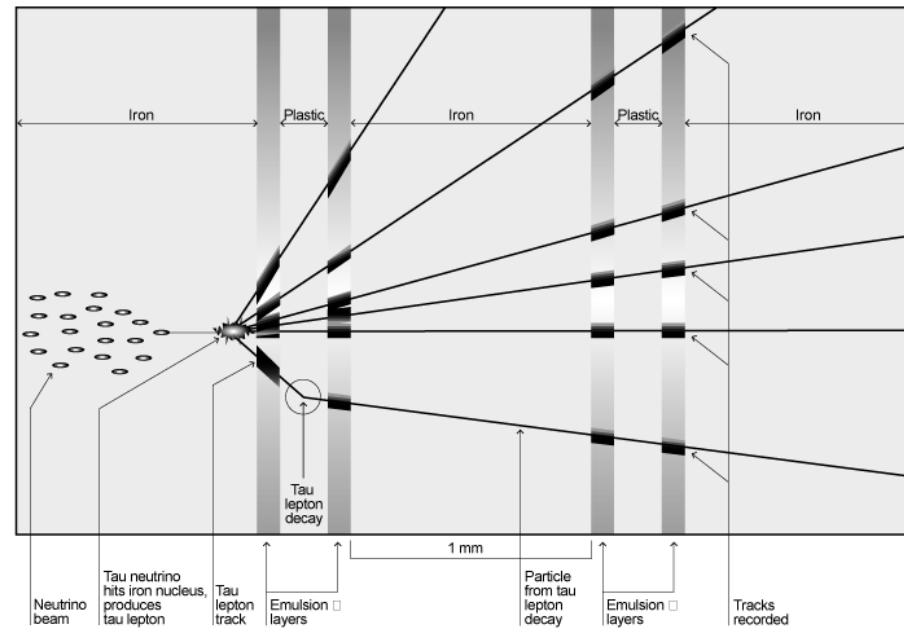 Iron
Plastic
Iron
Plastic
Iron
Tau
lepton
decay
1 mm
Neutrino
beam
Tau neutrino
hits iron nucleus,
produces
tau lepton
Tau
lepton
track
Emulsion □
layers
Particle
from tau
lepton
decay
Emulsion □
layers
Tracks
recorded